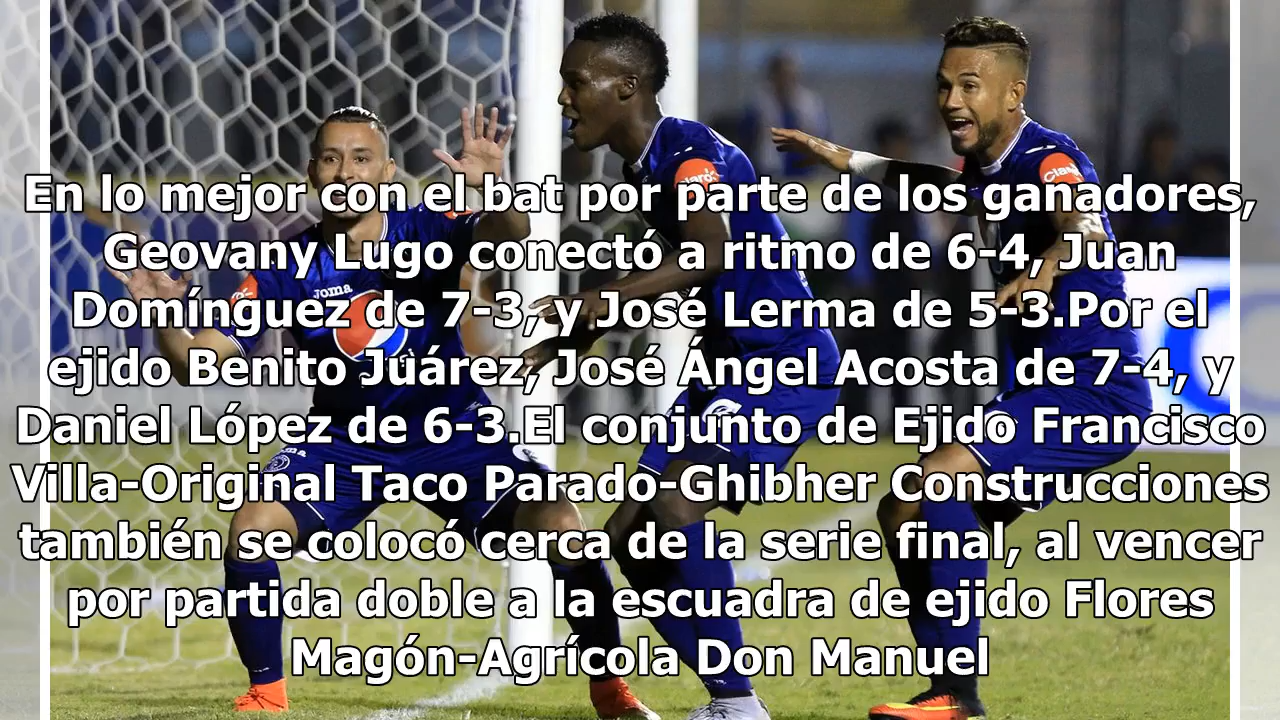 En lo mejor con el bat por parte de los ganadores,
Geovany Lugo conectó a ritmo de 6-4, Juan
Domínguez de 7-3, y José Lerma de 5-3.Por el
ejido Benito Juárez, José Ángel Acosta de 7-4, y
Daniel López de 6-3.El conjunto de Ejido Francisco
Villa-Original Taco Parado-Ghibher Construcciones
también se colocó cerca de la serie final, al vencer
por partida doble a la escuadra de ejido Flores
Magón-Agrícola Don Manuel
Claro
Claro
Joma